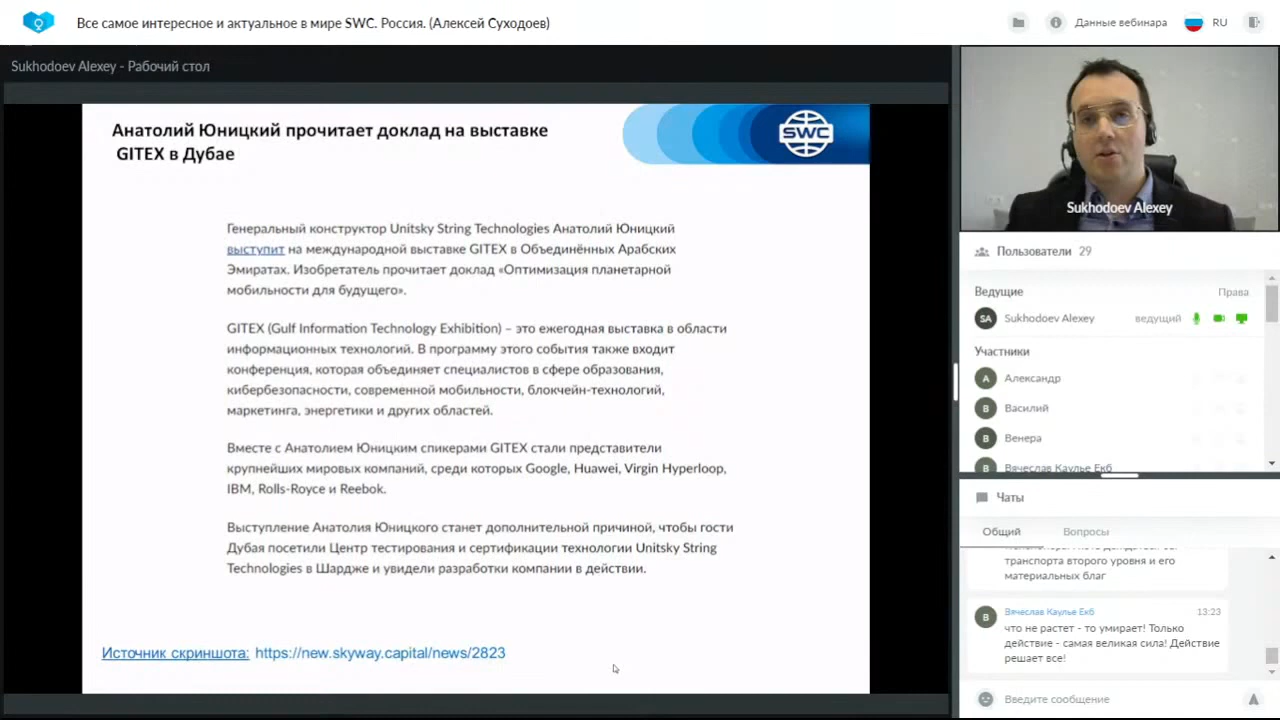 Все самое интересное и актуальное в мире SWC. Россия. (Алексей Суходоев)
Данные вебинара
RU
Sukhodoev Alexey - Рабочий стол
Анатолий Юницкий прочитает доклад на выставке
GITEX в Дубае
SWC
Генеральный конструктор Unitsky String Technologies Анатолий Юницкий
выступит на международной выставке GITEX в Объединённых Арабских
Эмиратах. Изобретатель прочитает доклад «Оптимизация планетарной
мобильности для будущего».
GITEX (Gulf Information Technology Exhibition) – это ежегодная выставка в области
информационных технологий. В программу этого события также входит
конференция, которая объединяет специалистов в сфере образования,
кибербезопасности, современной мобильности, блокчейн-технологий,
маркетинга, энергетики и других областей.
Вместе с Анатолием Юницким спикерами GITEX стали представители
крупнейших мировых компаний, среди которых Google, Huawei, Virgin Hyperloop,
IBM, Rolls-Royce и Reebok.
Выступление Анатолия Юницкого станет дополнительной причиной, чтобы гости
Дубая посетили Центр тестирования и сертификации технологии Unitsky String
Technologies в Шардже и увидели разработки компании в действии.
Источник скриншота: https://new.skyway.capital/news/2823
Sukhodoev Alexey
Пользователи 29
Ведущие Права
SA Sukhodoev Alexey ведущий
Участники
А Александр
В Василий
В Венера
В Вячеслав Каулье Екб
Чаты
Общий Вопросы
транспорта второго уровня и его
материальных благ
В Вячеслав Каулье Екб 13:23
что не растет - то умирает! Только
действие - самая великая сила! Действие
решает все!
Введите сообщение